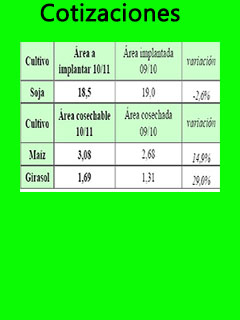 Cotizaciones
Cultivo Área a implantar 10/11 Área implantada 09/10 variación
Soja 18,5 19,0 -2,6%
Cultivo Área cosechable 10/11 Área cosechada 09/10 variación
Maíz 3,08 2,68 14,9%
Girasol 1,69 1,31 29,0%